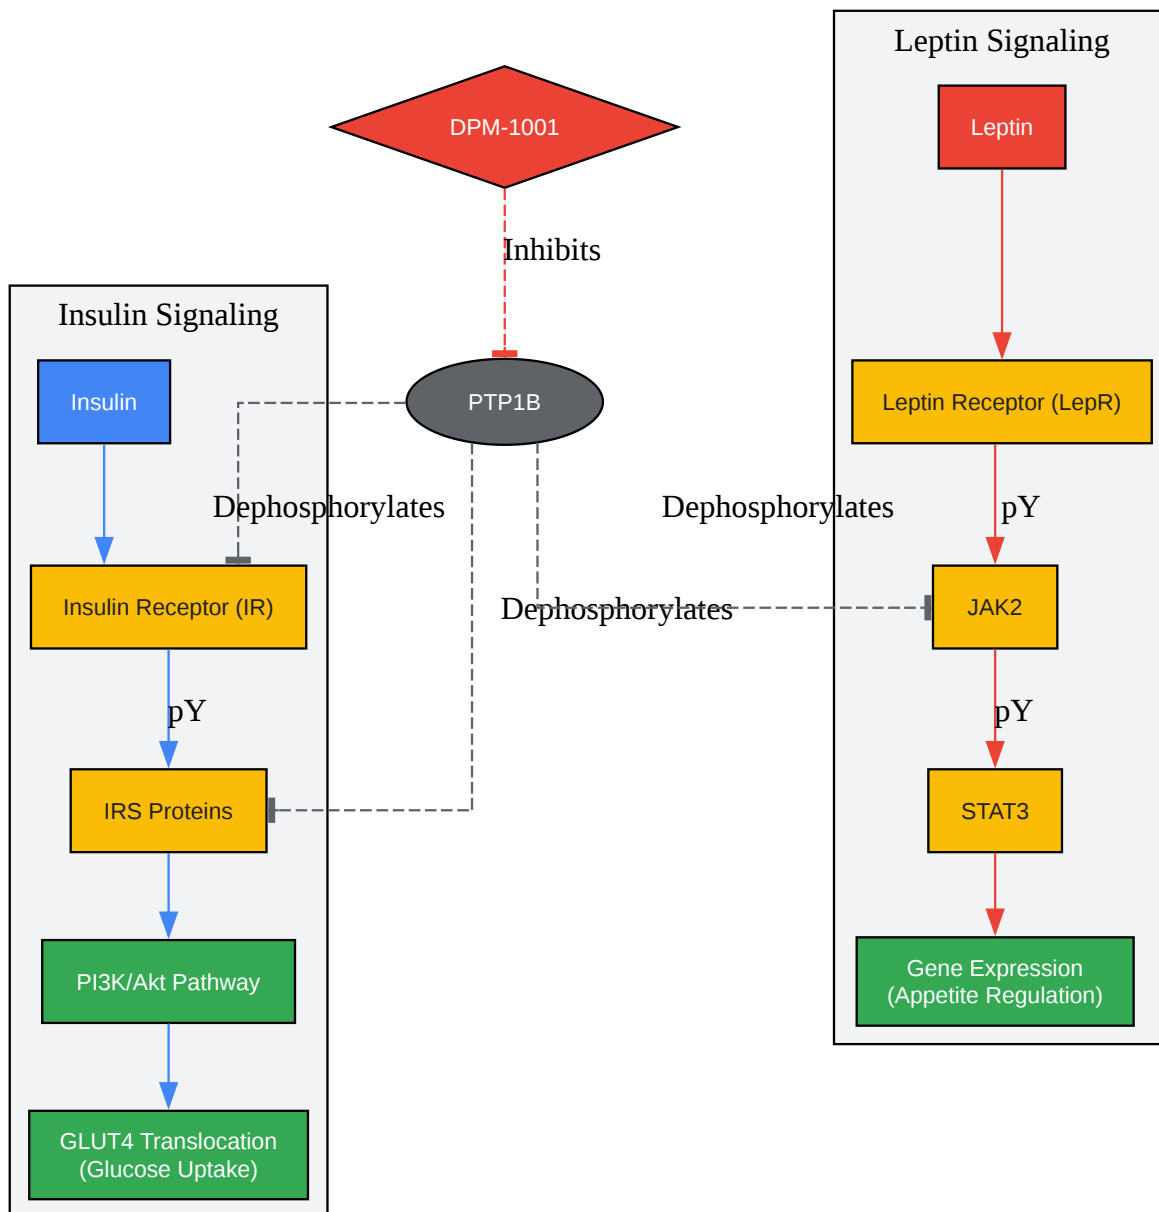 Leptin Signaling
DPM-1001
Leptin
Inhibits
Insulin Signaling
Insulin
PTP1B
Leptin Receptor (LepR)
Dephosphorylates
Dephosphorylates
pY
Insulin Receptor (IR)
Dephosphorylates
JAK2
pY
pY
IRS Proteins
STAT3
PI3K/Akt Pathway
Gene Expression
(Appetite Regulation)
GLUT4 Translocation
(Glucose Uptake)